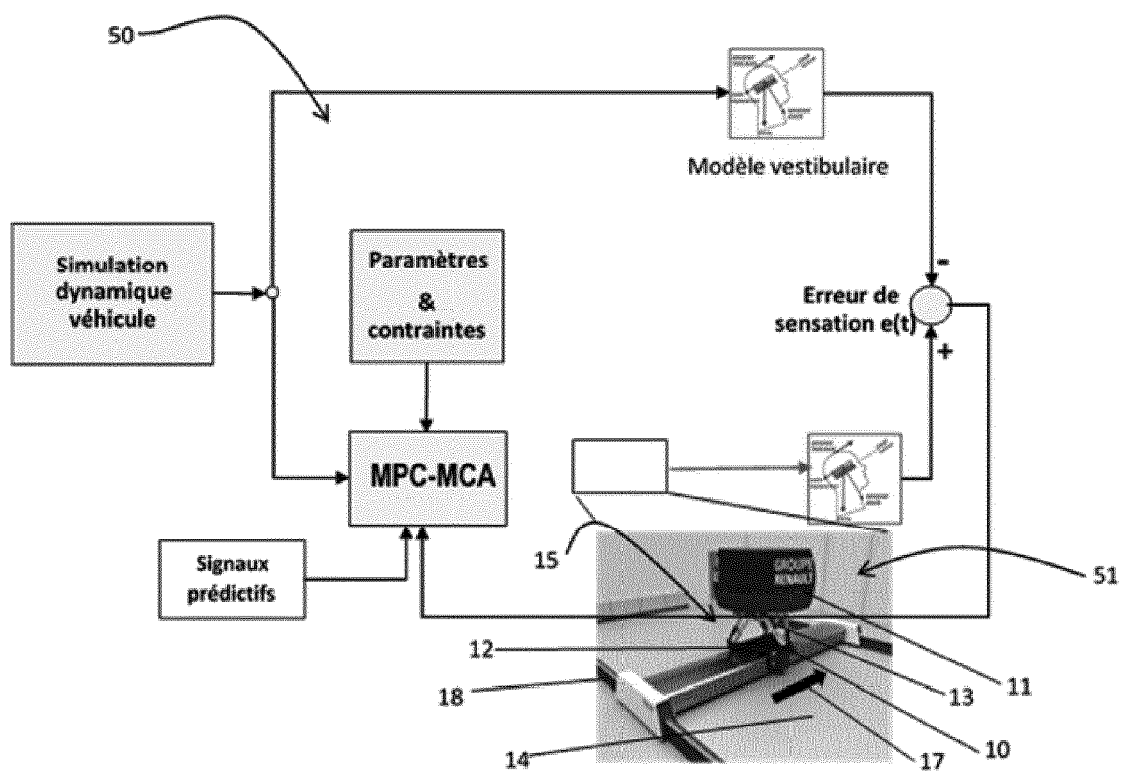 50
Modèle vestibulaire
Simulation
dynamique
véhicule
Paramètres
&
contraintes
-
Erreur de
sensation e(t)
+
MPC-MCA
Signaux
prédictifs
15
GROUPE
RENAULT
51
12
18
14
13
11
10
17